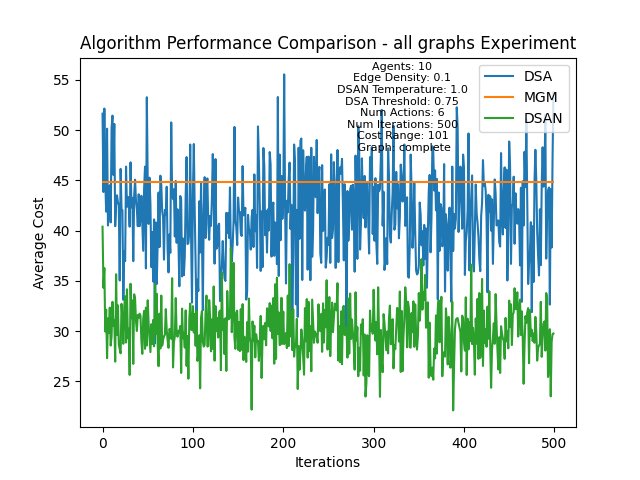 Algorithm Performance Comparison - all graphs Experiment
Agents: 10
Edge Density: 0.1
DSAN Temperature: 1.0
DSA Threshold: 0.75
Num Actions: 6
Num Iterations: 500
Cost Range: 101
Graph: complete
DSA
MGM
DSAN
Average Cost
55
50
45
40
35
30
25
0
100
200
300
400
500
Iterations